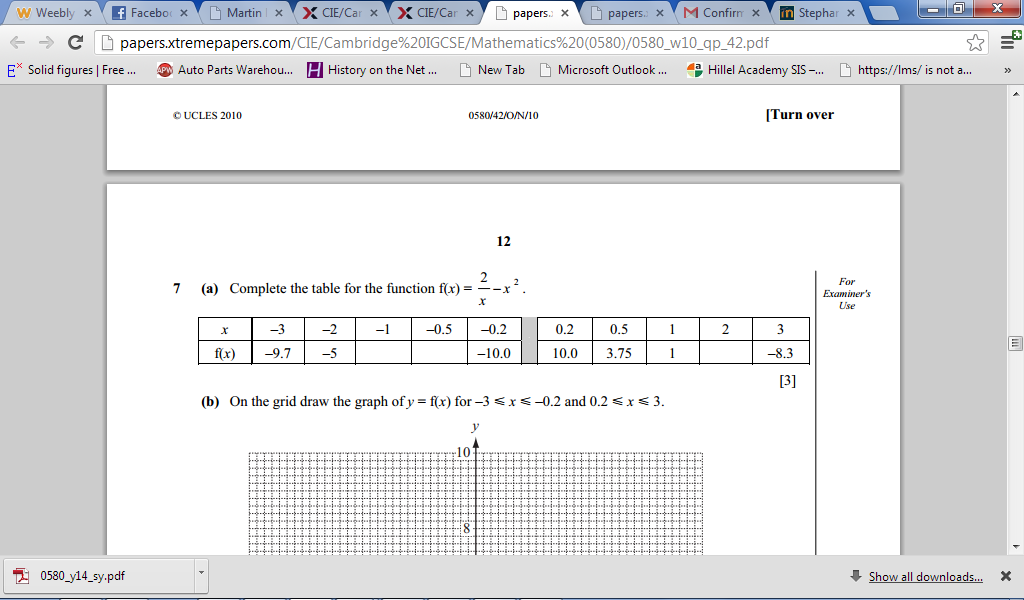 Weebly
Facebo
Martin
CIE/Car
CIE/Car
papers.
papers.
Confirm
Stephar
papers.xtremepapers.com/CIE/Cambridge%20IGCSE/Mathematics%20(0580)/0580_w10_qp_42.pdf
Solid figures | Free ... Auto Parts Warehou... History on the Net ... New Tab Microsoft Outlook ... Hillel Academy SIS –... https://lms/ is not a... »
© UCLES 2010 0580/42/O/N/10 [Turn over
12
7 (a) Complete the table for the function f(x) = 2/x − x².
For
Examiner's
Use
x −3 −2 −1 −0.5 −0.2 0.2 0.5 1 2 3
f(x) −9.7 −5 −10.0 10.0 3.75 1 −8.3
[3]
(b) On the grid draw the graph of y = f(x) for −3 ⩽ x ⩽ −0.2 and 0.2 ⩽ x ⩽ 3.
y
10
8
0580_y14_sy.pdf Show all downloads...